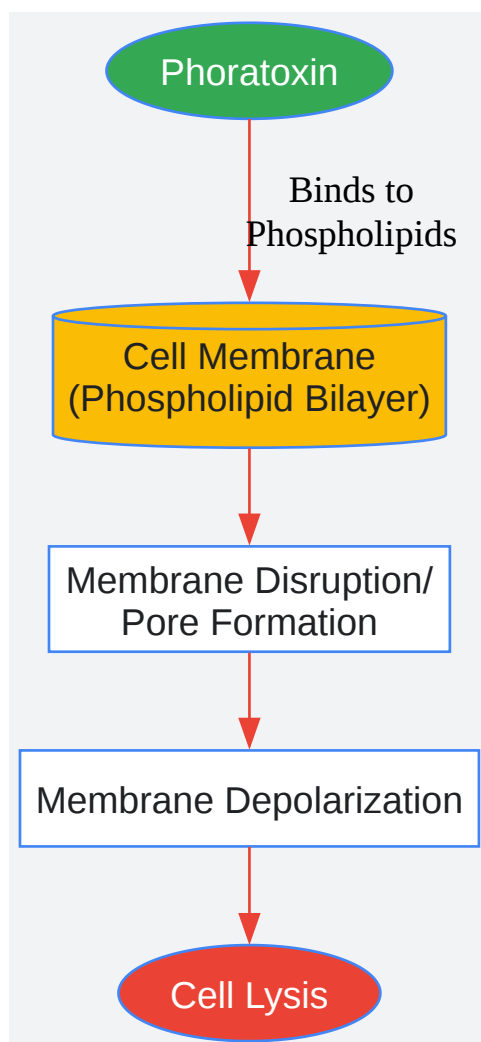 Phoratoxin
Binds to
Phospholipids
Cell Membrane
(Phospholipid Bilayer)
Membrane Disruption/
Pore Formation
Membrane Depolarization
Cell Lysis